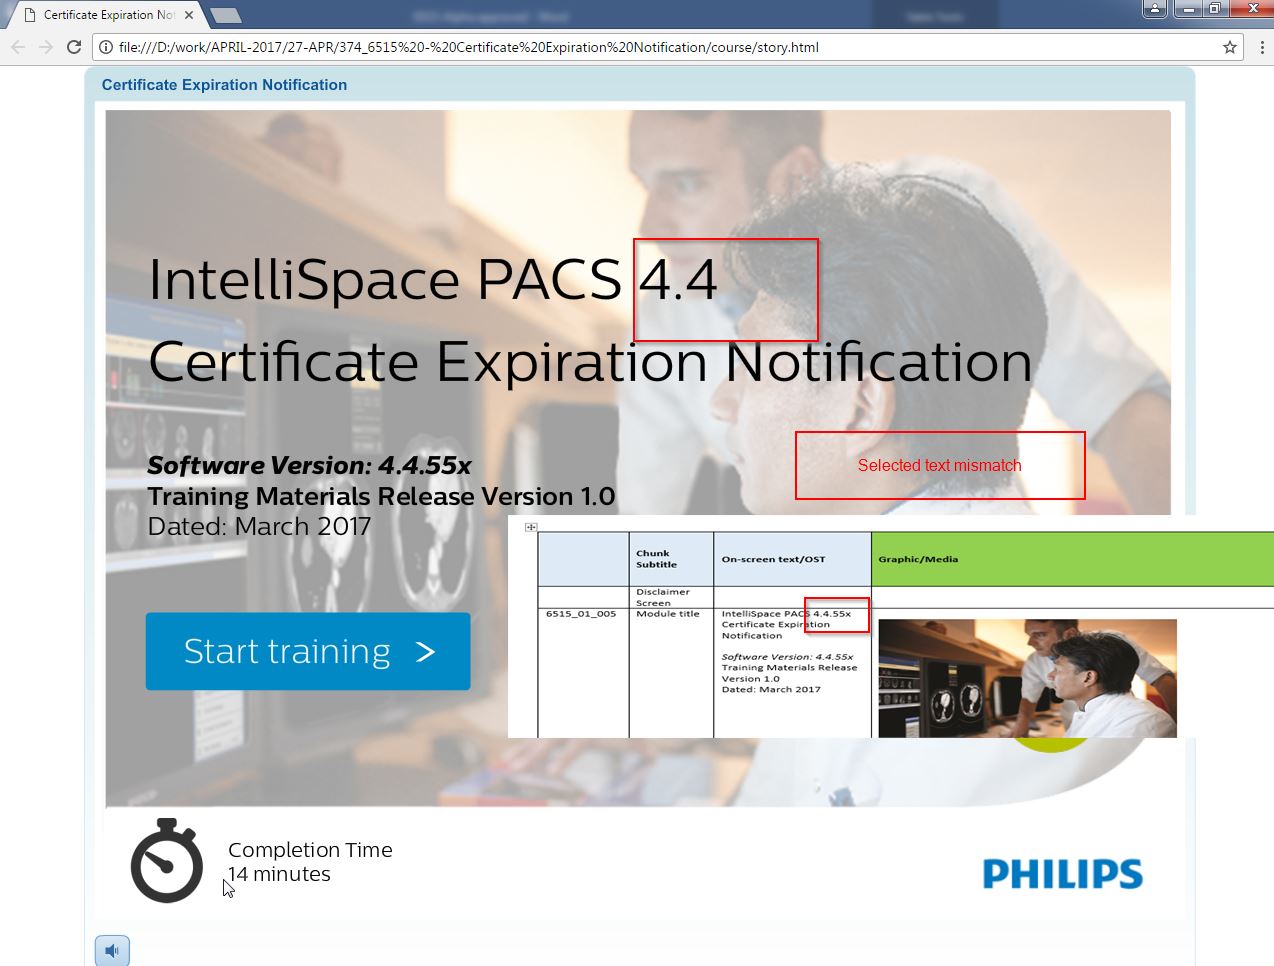 Certificate Expiration Not
file:///D:/work/APRIL-2017/27-APR/374_6515%20-%20Certificate%20Expiration%20Notification/course/story.html
Certificate Expiration Notification
IntelliSpace PACS 4.4
Certificate Expiration Notification
Selected text mismatch
Software Version: 4.4.55x
Training Materials Release Version 1.0
Dated: March 2017
Start training >
Chunk Subtitle
On-screen text/OST
Graphic/Media
Disclaimer Screen
6515_01_005
Module title
IntelliSpace PACS 4.4.55x
Certificate Expiration
Notification
Software Version: 4.4.55x
Training Materials Release
Version 1.0
Dated: March 2017
Completion Time
14 minutes
PHILIPS